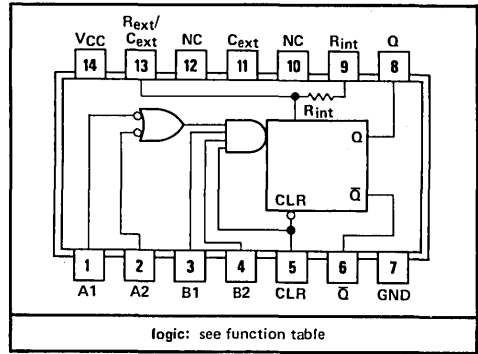 Rext/
VCC Cext NC Cext NC Rint Q
14 13 12 11 10 9 8
Rint
Q
CLR Q̅
1 2 3 4 5 6 7
A1 A2 B1 B2 CLR Q̅ GND
logic: see function table